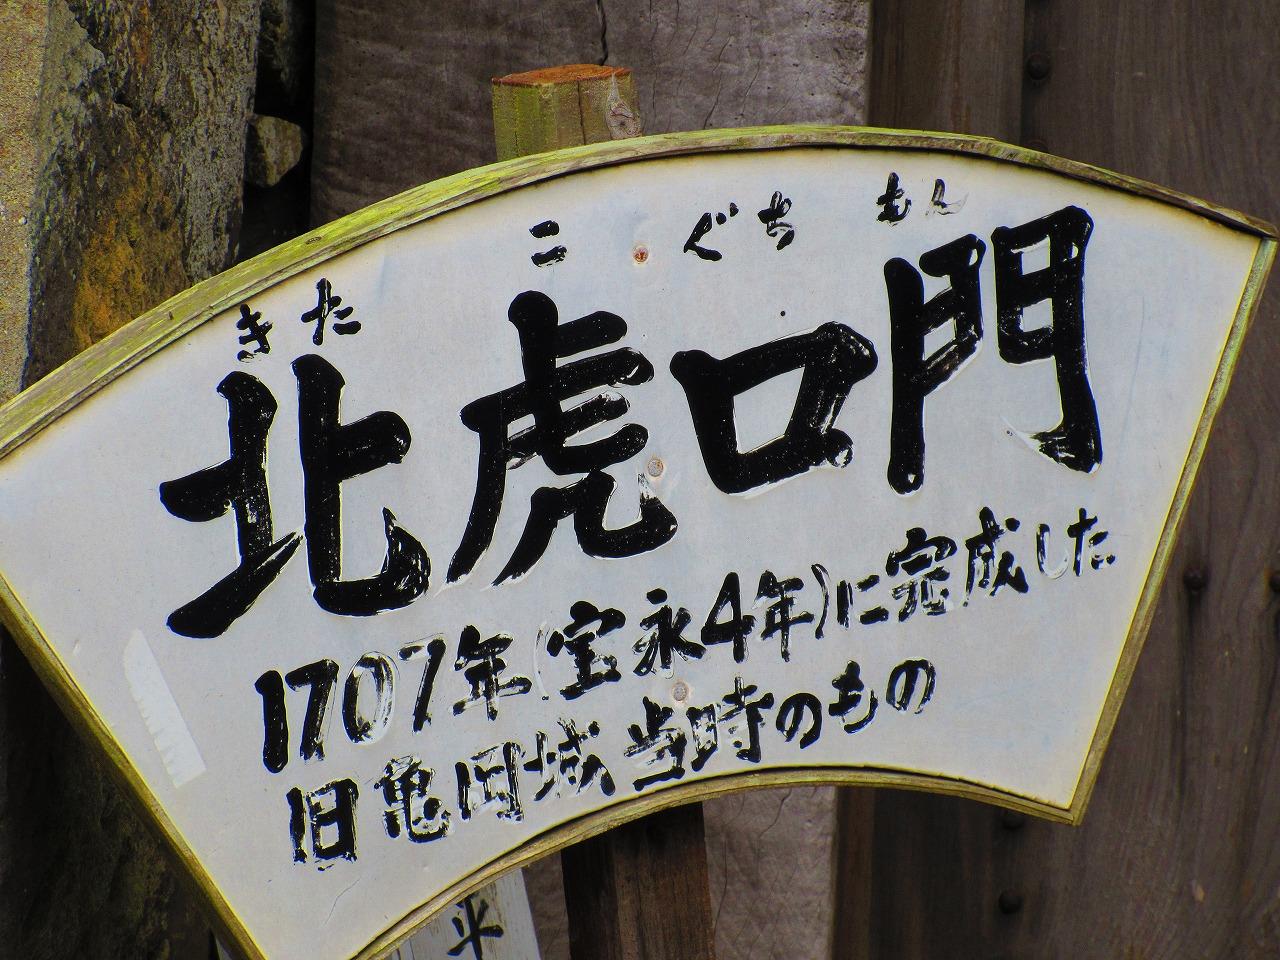 きた こぐち もん
北虎口門
1707年(宝永4年)に完成した
旧亀田城当時のもの